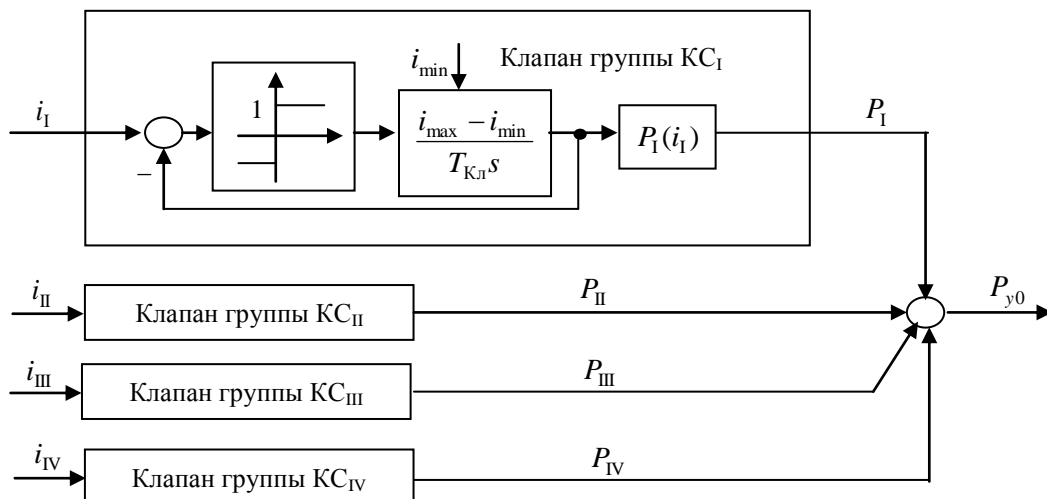 i_min
Клапан группы КС_I
i_I
1
(i_max − i_min) / (T_Кл s)
P_I(i_I)
P_I
−
i_II
Клапан группы КС_II
P_II
P_y0
i_III
Клапан группы КС_III
P_III
i_IV
Клапан группы КС_IV
P_IV